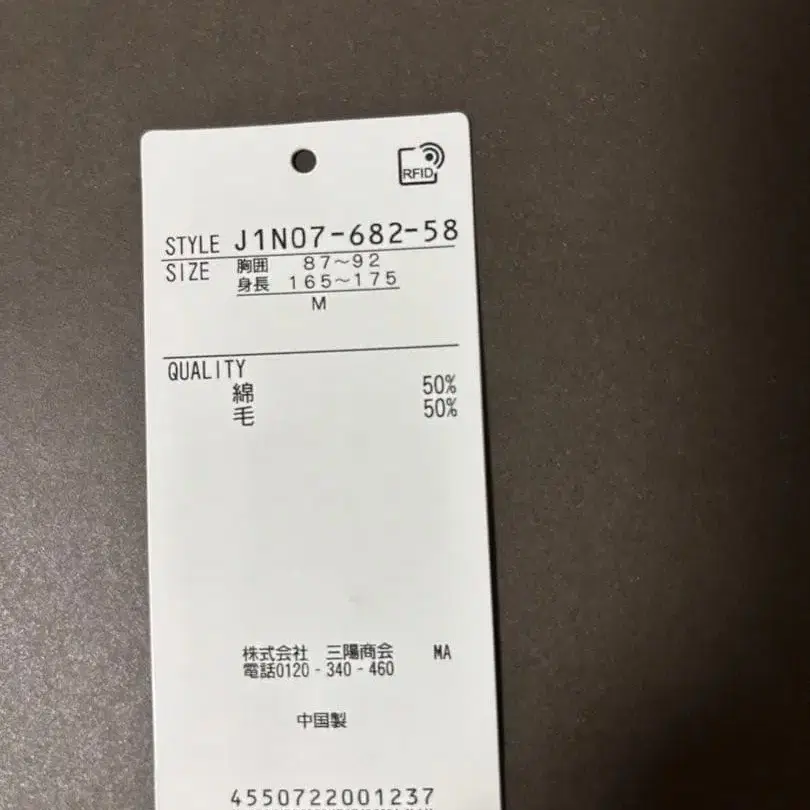 RFID
STYLE J1N07-682-58
SIZE 胸囲 87～92
身長 165～175
M
QUALITY
綿 50%
毛 50%
株式会社 三陽商会 MA
電話0120-340-460
中国製
4550722001237